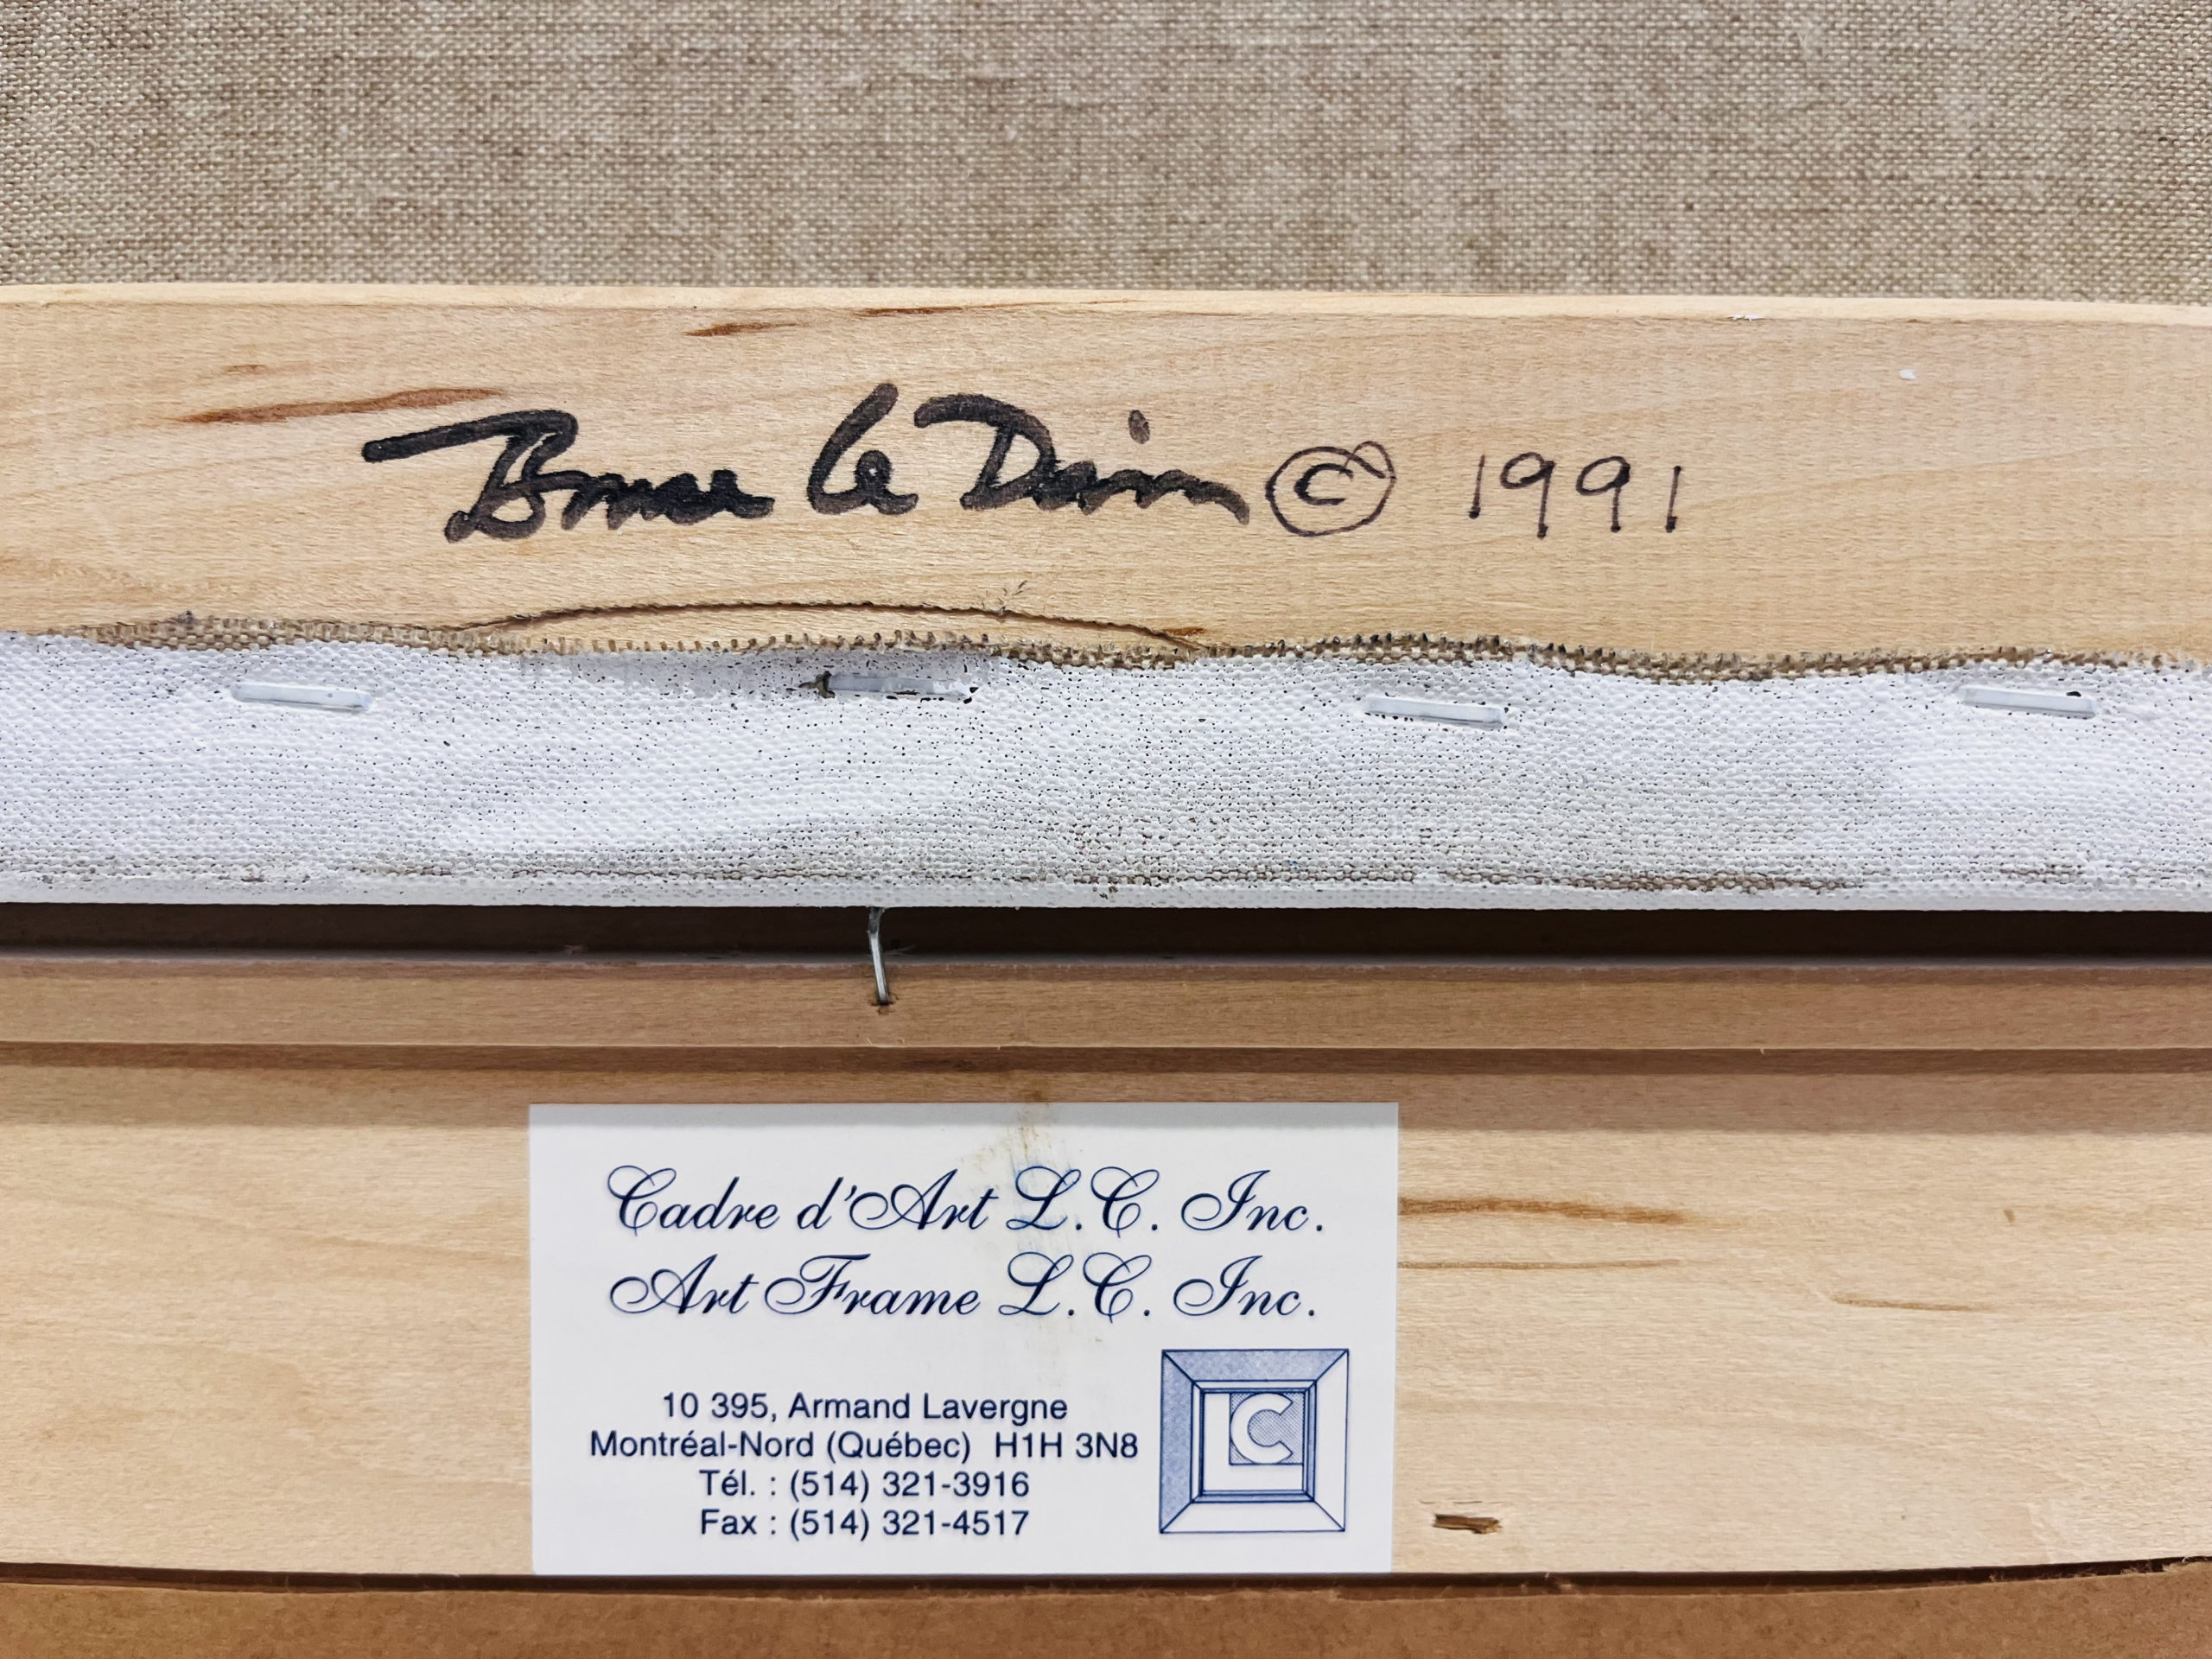 Bruce Le Dain © 1991
Cadre d'Art L.C. Inc.
Art Frame L.C. Inc.
10 395, Armand Lavergne
Montréal-Nord (Québec) H1H 3N8
Tél. : (514) 321-3916
Fax : (514) 321-4517
LC